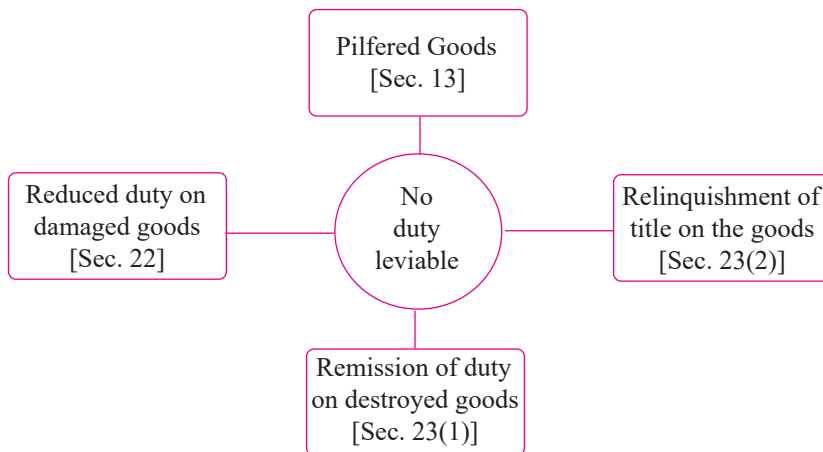 Pilfered Goods
[Sec. 13]
Reduced duty on
damaged goods
[Sec. 22]
No
duty
leviable
Relinquishment of
title on the goods
[Sec. 23(2)]
Remission of duty
on destroyed goods
[Sec. 23(1)]